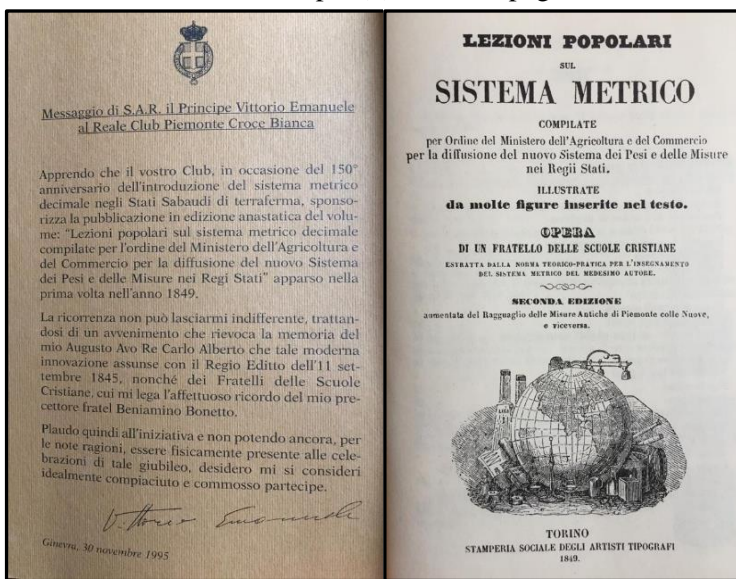 Messaggio di S.A.R. il Principe Vittorio Emanuele
al Reale Club Piemonte Croce Bianca
Apprendo che il vostro Club, in occasione del 150°
anniversario dell'introduzione del sistema metrico
decimale negli Stati Sabaudi di terraferma, sponso-
rizza la pubblicazione in edizione anastatica del volu-
me: "Lezioni popolari sul sistema metrico decimale
compilate per l'ordine del Ministero dell'Agricoltura e
del Commercio per la diffusione del nuovo Sistema
dei Pesi e delle Misure nei Regi Stati" apparso nella
prima volta nell'anno 1849.
La ricorrenza non può lasciarmi indifferente, trattan-
dosi di un avvenimento che rievoca la memoria del
mio Augusto Avo Re Carlo Alberto che tale moderna
innovazione assunse con il Regio Editto dell'11 set-
tembre 1845, nonché dei Fratelli delle Scuole
Cristiane, cui mi lega l'affettuoso ricordo del mio pre-
cettore fratel Beniamino Bonetto.
Plaudo quindi all'iniziativa e non potendo ancora, per
le note ragioni, essere fisicamente presente alle cele-
brazioni di tale giubileo, desidero mi si consideri
idealmente compiaciuto e commosso partecipe.
Vittorio Emanuele
Ginevra, 30 novembre 1995
LEZIONI POPOLARI
SUL
SISTEMA METRICO
COMPILATE
per Ordine del Ministero dell'Agricoltura e del Commercio
per la diffusione del nuovo Sistema dei Pesi e delle Misure
nei Regii Stati.
ILLUSTRATE
da molte figure inserite nel testo.
OPERA
DI UN FRATELLO DELLE SCUOLE CRISTIANE
ESTRATTA DALLA NORMA TEORICO-PRATICA PER L'INSEGNAMENTO
DEL SISTEMA METRICO DEL MEDESIMO AUTORE.
SECONDA EDIZIONE
aumentata del Ragguaglio delle Misure Antiche di Piemonte colle Nuove,
e viceversa.
TORINO
STAMPERIA SOCIALE DEGLI ARTISTI TIPOGRAFI
1849.